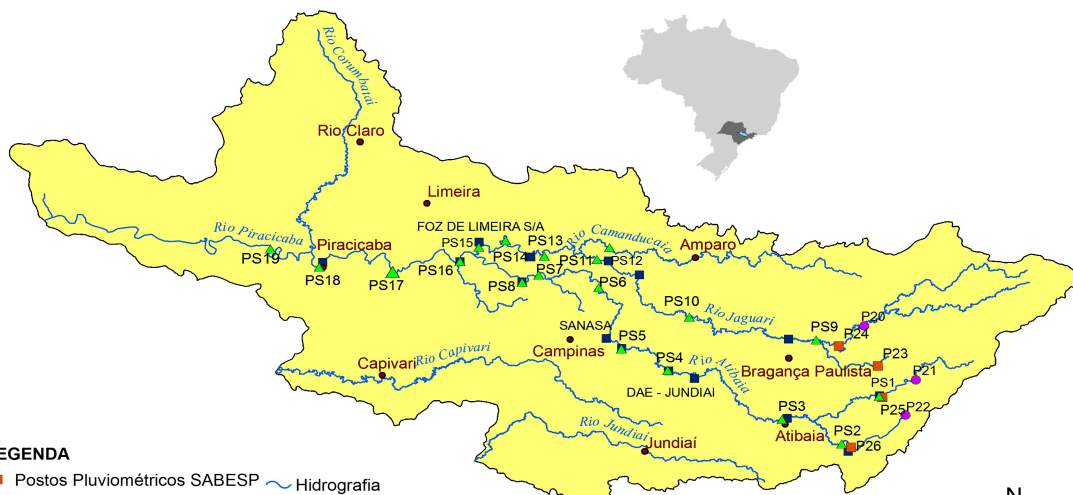 Rio Corumbataí
Rio Claro
Limeira
FOZ DE LIMEIRA S/A
Rio Piracicaba
Piracicaba
PS19
PS18
PS17
PS16
PS15
PS14
PS13
Rio Camanducaio
Amparo
PS11
PS12
PS7
PS8
PS6
PS10
Rio Jaguari
PS9
P20
P24
P23
P21
SANASA
PS5
Campinas
PS4
Rio Atibaia
DAE - JUNDIAI
Bragança Paulista
PS1
P25
P22
Capivari
Rio Capivari
PS3
Atibaia
PS2
P26
Rio Jundiaí
Jundiaí
EGENDA
Postos Pluviométricos SABESP
Hidrografia
N